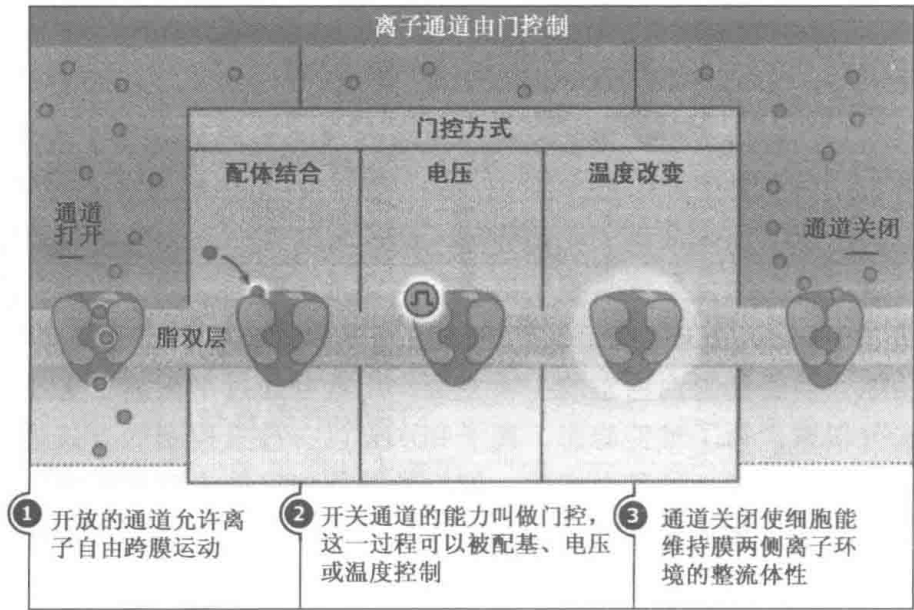 离子通道由门控制
门控方式
配体结合
电压
温度改变
通道
打开
通道关闭
脂双层
1 开放的通道允许离
子自由跨膜运动
2 开关通道的能力叫做门控，
这一过程可以被配基、电压
或温度控制
3 通道关闭使细胞能
维持膜两侧离子环
境的整流体性